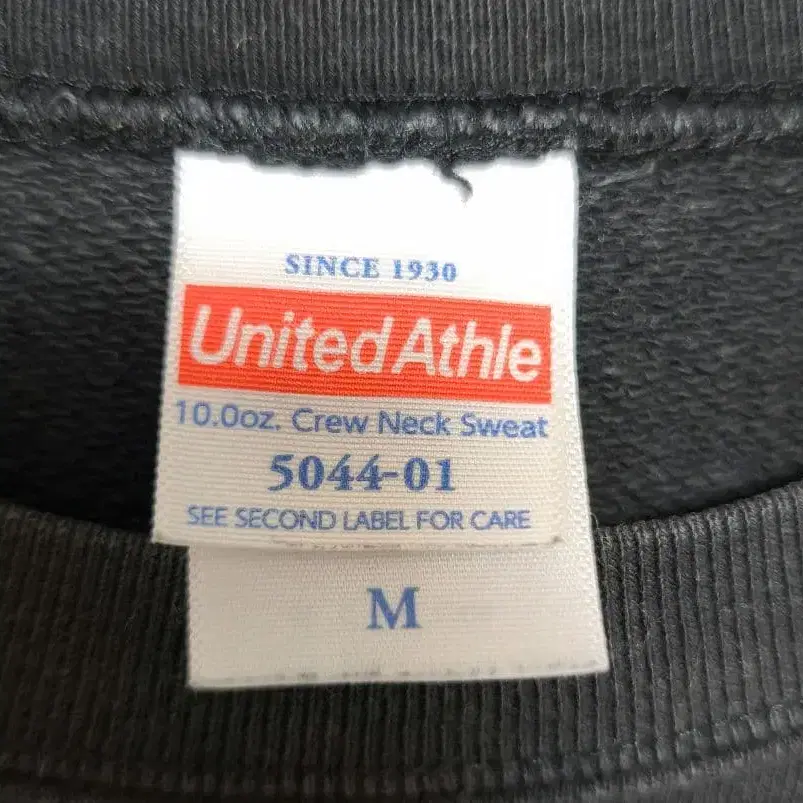 SINCE 1930
United Athle
10.0oz. Crew Neck Sweat
5044-01
SEE SECOND LABEL FOR CARE
M